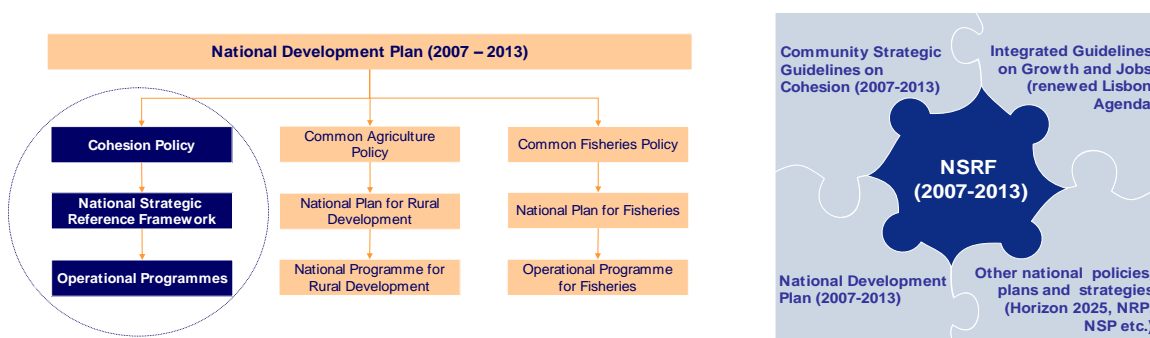 National Development Plan (2007 – 2013)
Cohesion Policy
National Strategic
Reference Framework
Operational Programmes
Common Agriculture
Policy
National Plan for Rural
Development
National Programme for
Rural Development
Common Fisheries Policy
National Plan for Fisheries
Operational Programme
for Fisheries
Community Strategic
Guidelines on
Cohesion (2007-2013)
Integrated Guidelines
on Growth and Jobs
(renewed Lisbon
Agenda
NSRF
(2007-2013)
National Development
Plan (2007-2013)
Other national policies
plans and strategies
(Horizon 2025, NRP
NSP etc.)